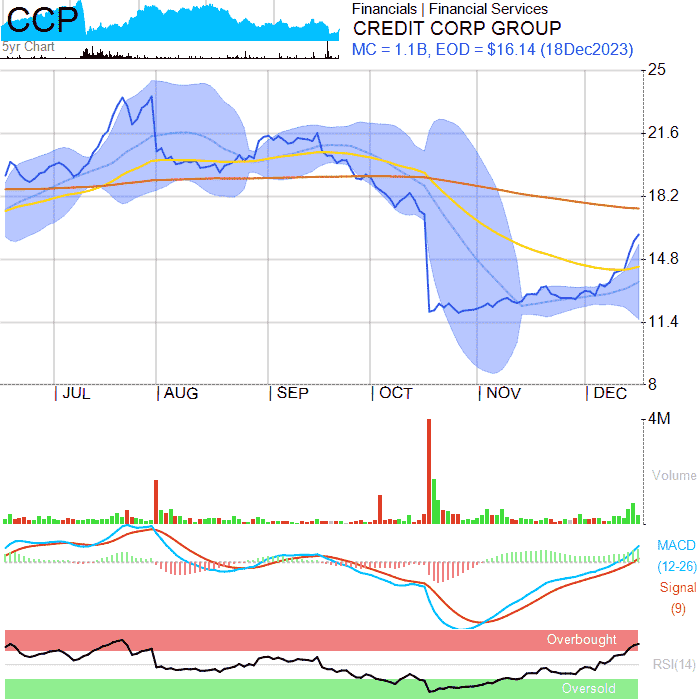 CCP
5yr Chart
Financials | Financial Services
CREDIT CORP GROUP
MC = 1.1B, EOD = $16.14 (18Dec2023)
25
21.6
18.2
14.8
11.4
8
JUL AUG SEP OCT NOV DEC
4M
Volume
MACD
(12-26)
Signal
(9)
Overbought
RSI(14)
Oversold